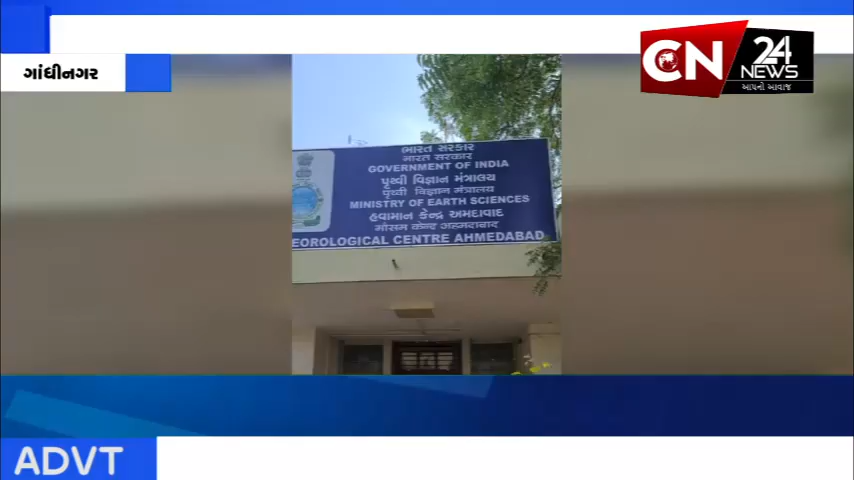 ગાંધીનગર
CN 24 NEWS
આપનો અવાજ
ભારત સરકાર
भारत सरकार
GOVERNMENT OF INDIA
પૃથ્વી વિજ્ઞાન મંત્રાલય
पृथ्वी विज्ञान मंत्रालय
MINISTRY OF EARTH SCIENCES
હવામાન કેન્દ્ર અમદાવાદ
मौसम केन्द्र अहमदाबाद
EOROLOGICAL CENTRE AHMEDABAD
ADVT